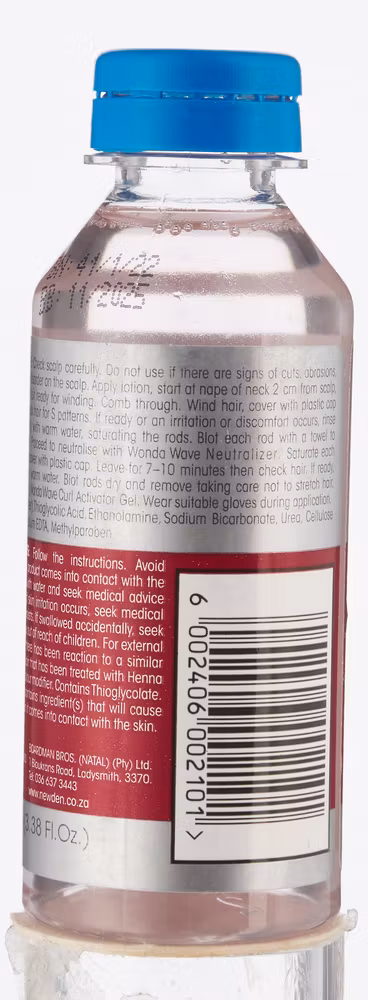 11/1/22
11/2025
Check scalp carefully. Do not use if there are signs of cuts, abrasions,
on the scalp. Apply lotion, start at nape of neck 2 cm from scalp,
ready for winding. Comb through. Wind hair, cover with plastic cap
for S patterns. If ready or an irritation or discomfort occurs, rinse
warm water, saturating the rods. Blot each rod with a towel to
Proceed to neutralise with Wonda Wave Neutralizer. Saturate each
with plastic cap. Leave for 7-10 minutes then check hair. If ready,
warm water. Blot rods dry and remove taking care not to stretch hair.
Wave Curl Activator Gel. Wear suitable gloves during application.
Thioglycolic Acid, Ethanolamine, Sodium Bicarbonate, Urea, Cellulose
EDTA, Methylparaben
Follow the instructions. Avoid
comes into contact with the
water and seek medical advice
irritation occurs, seek medical
If swallowed accidentally, seek
of reach of children. For external
has been reaction to a similar
that has been treated with Henna
modifier. Contains Thioglycolate.
ingredient(s) that will cause
comes into contact with the skin.
BOARDMAN BROS. (NATAL) (Pty) Ltd.
1 Boukrans Road, Ladysmith, 3370.
Tel: 036 637 3443
www.newden.co.za
3.38 Fl.Oz.)
6 002406 002101 >